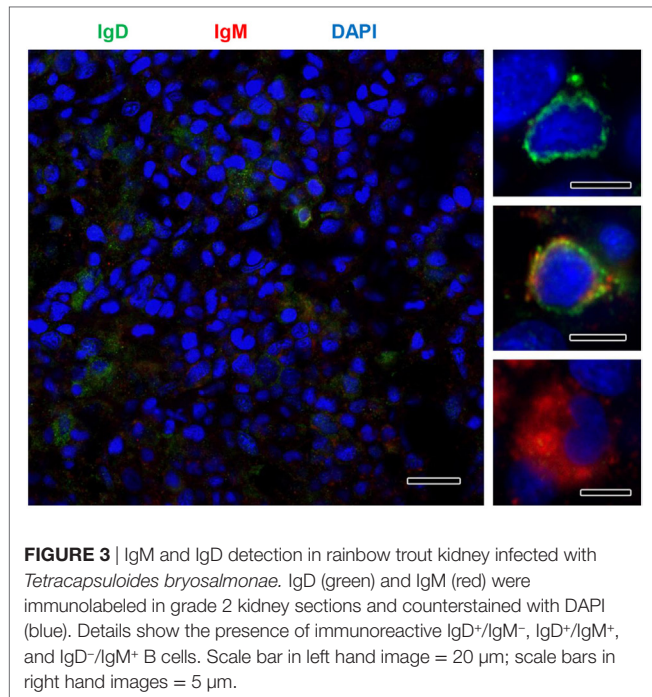 IgD IgM DAPI
FIGURE 3 | IgM and IgD detection in rainbow trout kidney infected with
Tetracapsuloides bryosalmonae. IgD (green) and IgM (red) were
immunolabeled in grade 2 kidney sections and counterstained with DAPI
(blue). Details show the presence of immunoreactive IgD⁺/IgM⁻, IgD⁺/IgM⁺,
and IgD⁻/IgM⁺ B cells. Scale bar in left hand image = 20 μm; scale bars in
right hand images = 5 μm.